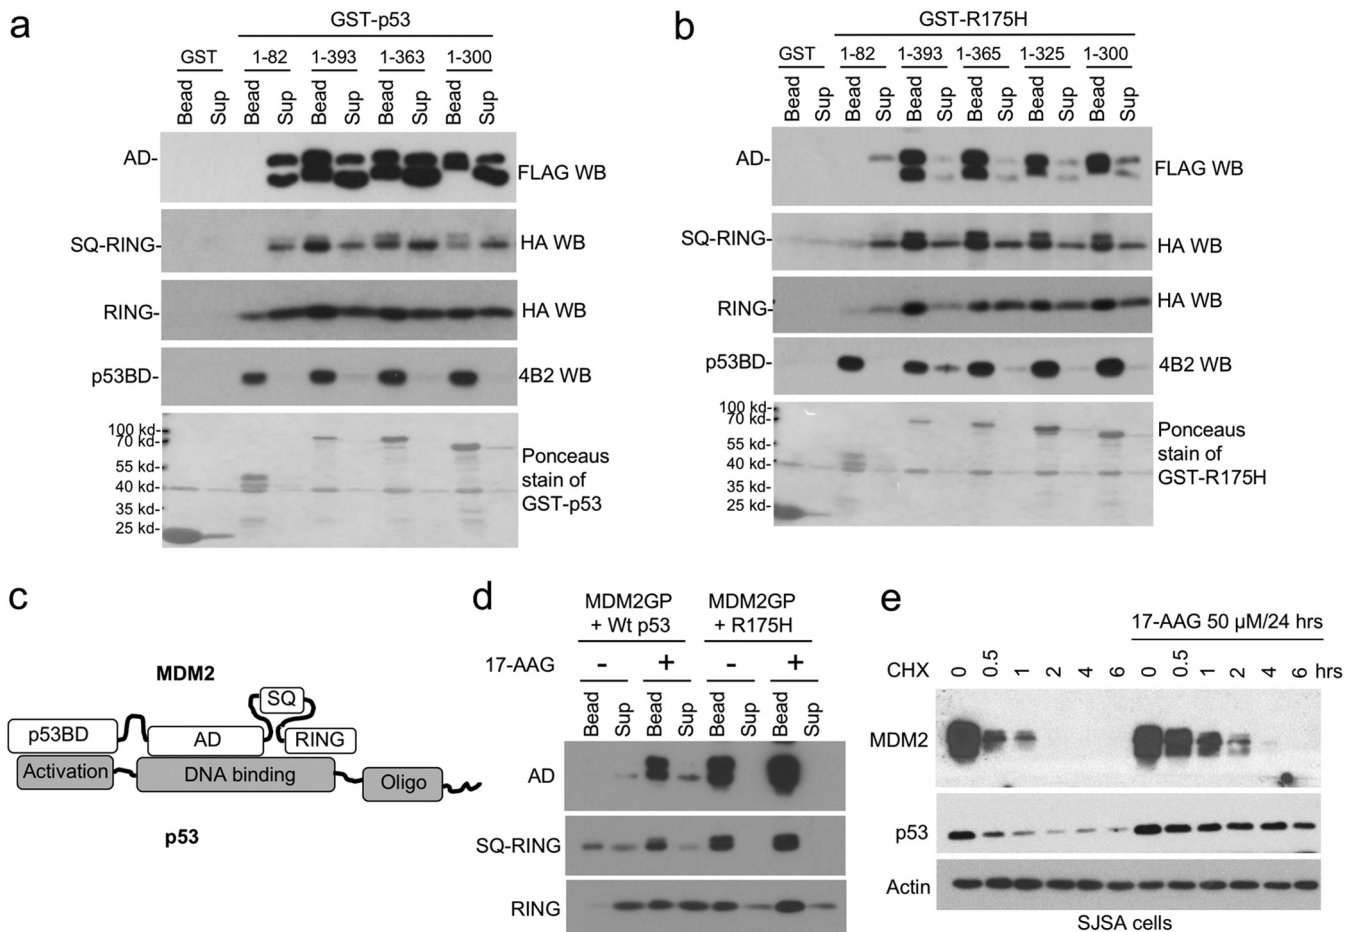 a
GST-p53
GST 1-82 1-393 1-363 1-300
Bead Sup Bead Sup Bead Sup Bead Sup Bead Sup
AD-
FLAG WB
SQ-RING-
HA WB
RING-
HA WB
p53BD-
4B2 WB
100 kd-
70 kd-
55 kd-
40 kd-
35 kd-
25 kd-
Ponceaus
stain of
GST-p53
b
GST-R175H
GST 1-82 1-393 1-365 1-325 1-300
Bead Sup Bead Sup Bead Sup Bead Sup Bead Sup Bead Sup
AD-
FLAG WB
SQ-RING-
HA WB
RING-
HA WB
p53BD-
4B2 WB
100 kd-
70 kd-
55 kd-
40 kd-
35 kd-
25 kd-
Ponceaus
stain of
GST-R175H
c
MDM2
SQ
p53BD AD RING
Activation DNA binding Oligo
p53
d
MDM2GP MDM2GP
+ Wt p53 + R175H
17-AAG - + - +
Bead Sup Bead Sup Bead Sup Bead Sup
AD
SQ-RING
RING
e
17-AAG 50 µM/24 hrs
CHX 0 0.5 1 2 4 6 0 0.5 1 2 4 6 hrs
MDM2
p53
Actin
SJSA cells